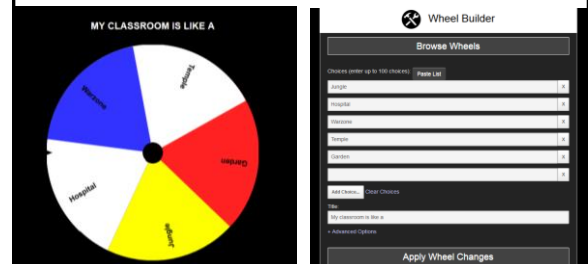 MY CLASSROOM IS LIKE A
Temple
Warzone
Garden
Hospital
Jungle
Wheel Builder
Browse Wheels
Choices (enter up to 100 choices) Paste List
Jungle x
Hospital x
Warzone x
Temple x
Garden x
x
Add Choice... Clear Choices
Title:
My classroom is like a
+ Advanced Options
Apply Wheel Changes